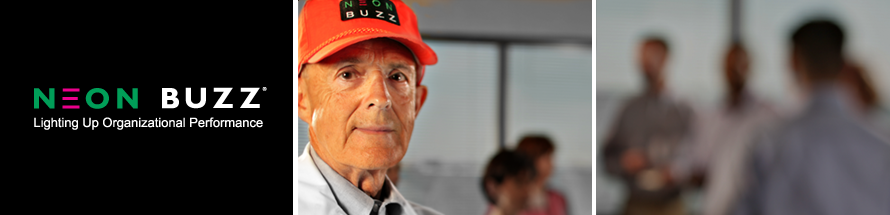 NEON BUZZ®
Lighting Up Organizational Performance
NEON
BUZZ